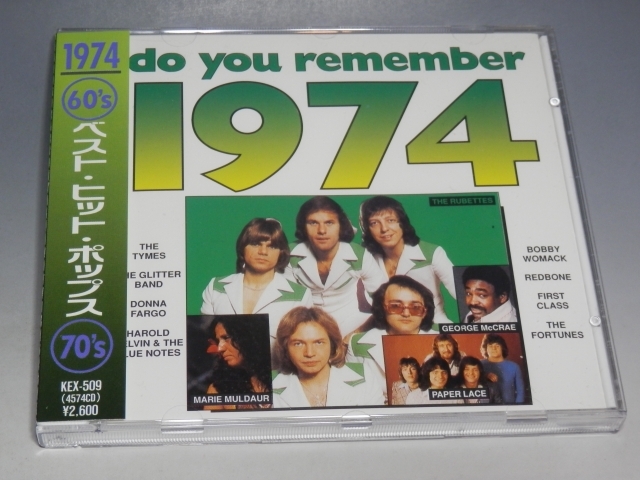 1974
60's
ベスト・ヒット・ポップス
70's
KEX-509
(4574CD)
¥2,600
do you remember
1974
THE RUBETTES
THE
TYMES
GLITTER
BAND
DONNA
FARGO
HAROLD
ELVIN & THE
LUE NOTES
MARIE MULDAUR
GEORGE McCRAE
PAPER LACE
BOBBY
WOMACK
REDBONE
FIRST
CLASS
THE
FORTUNES